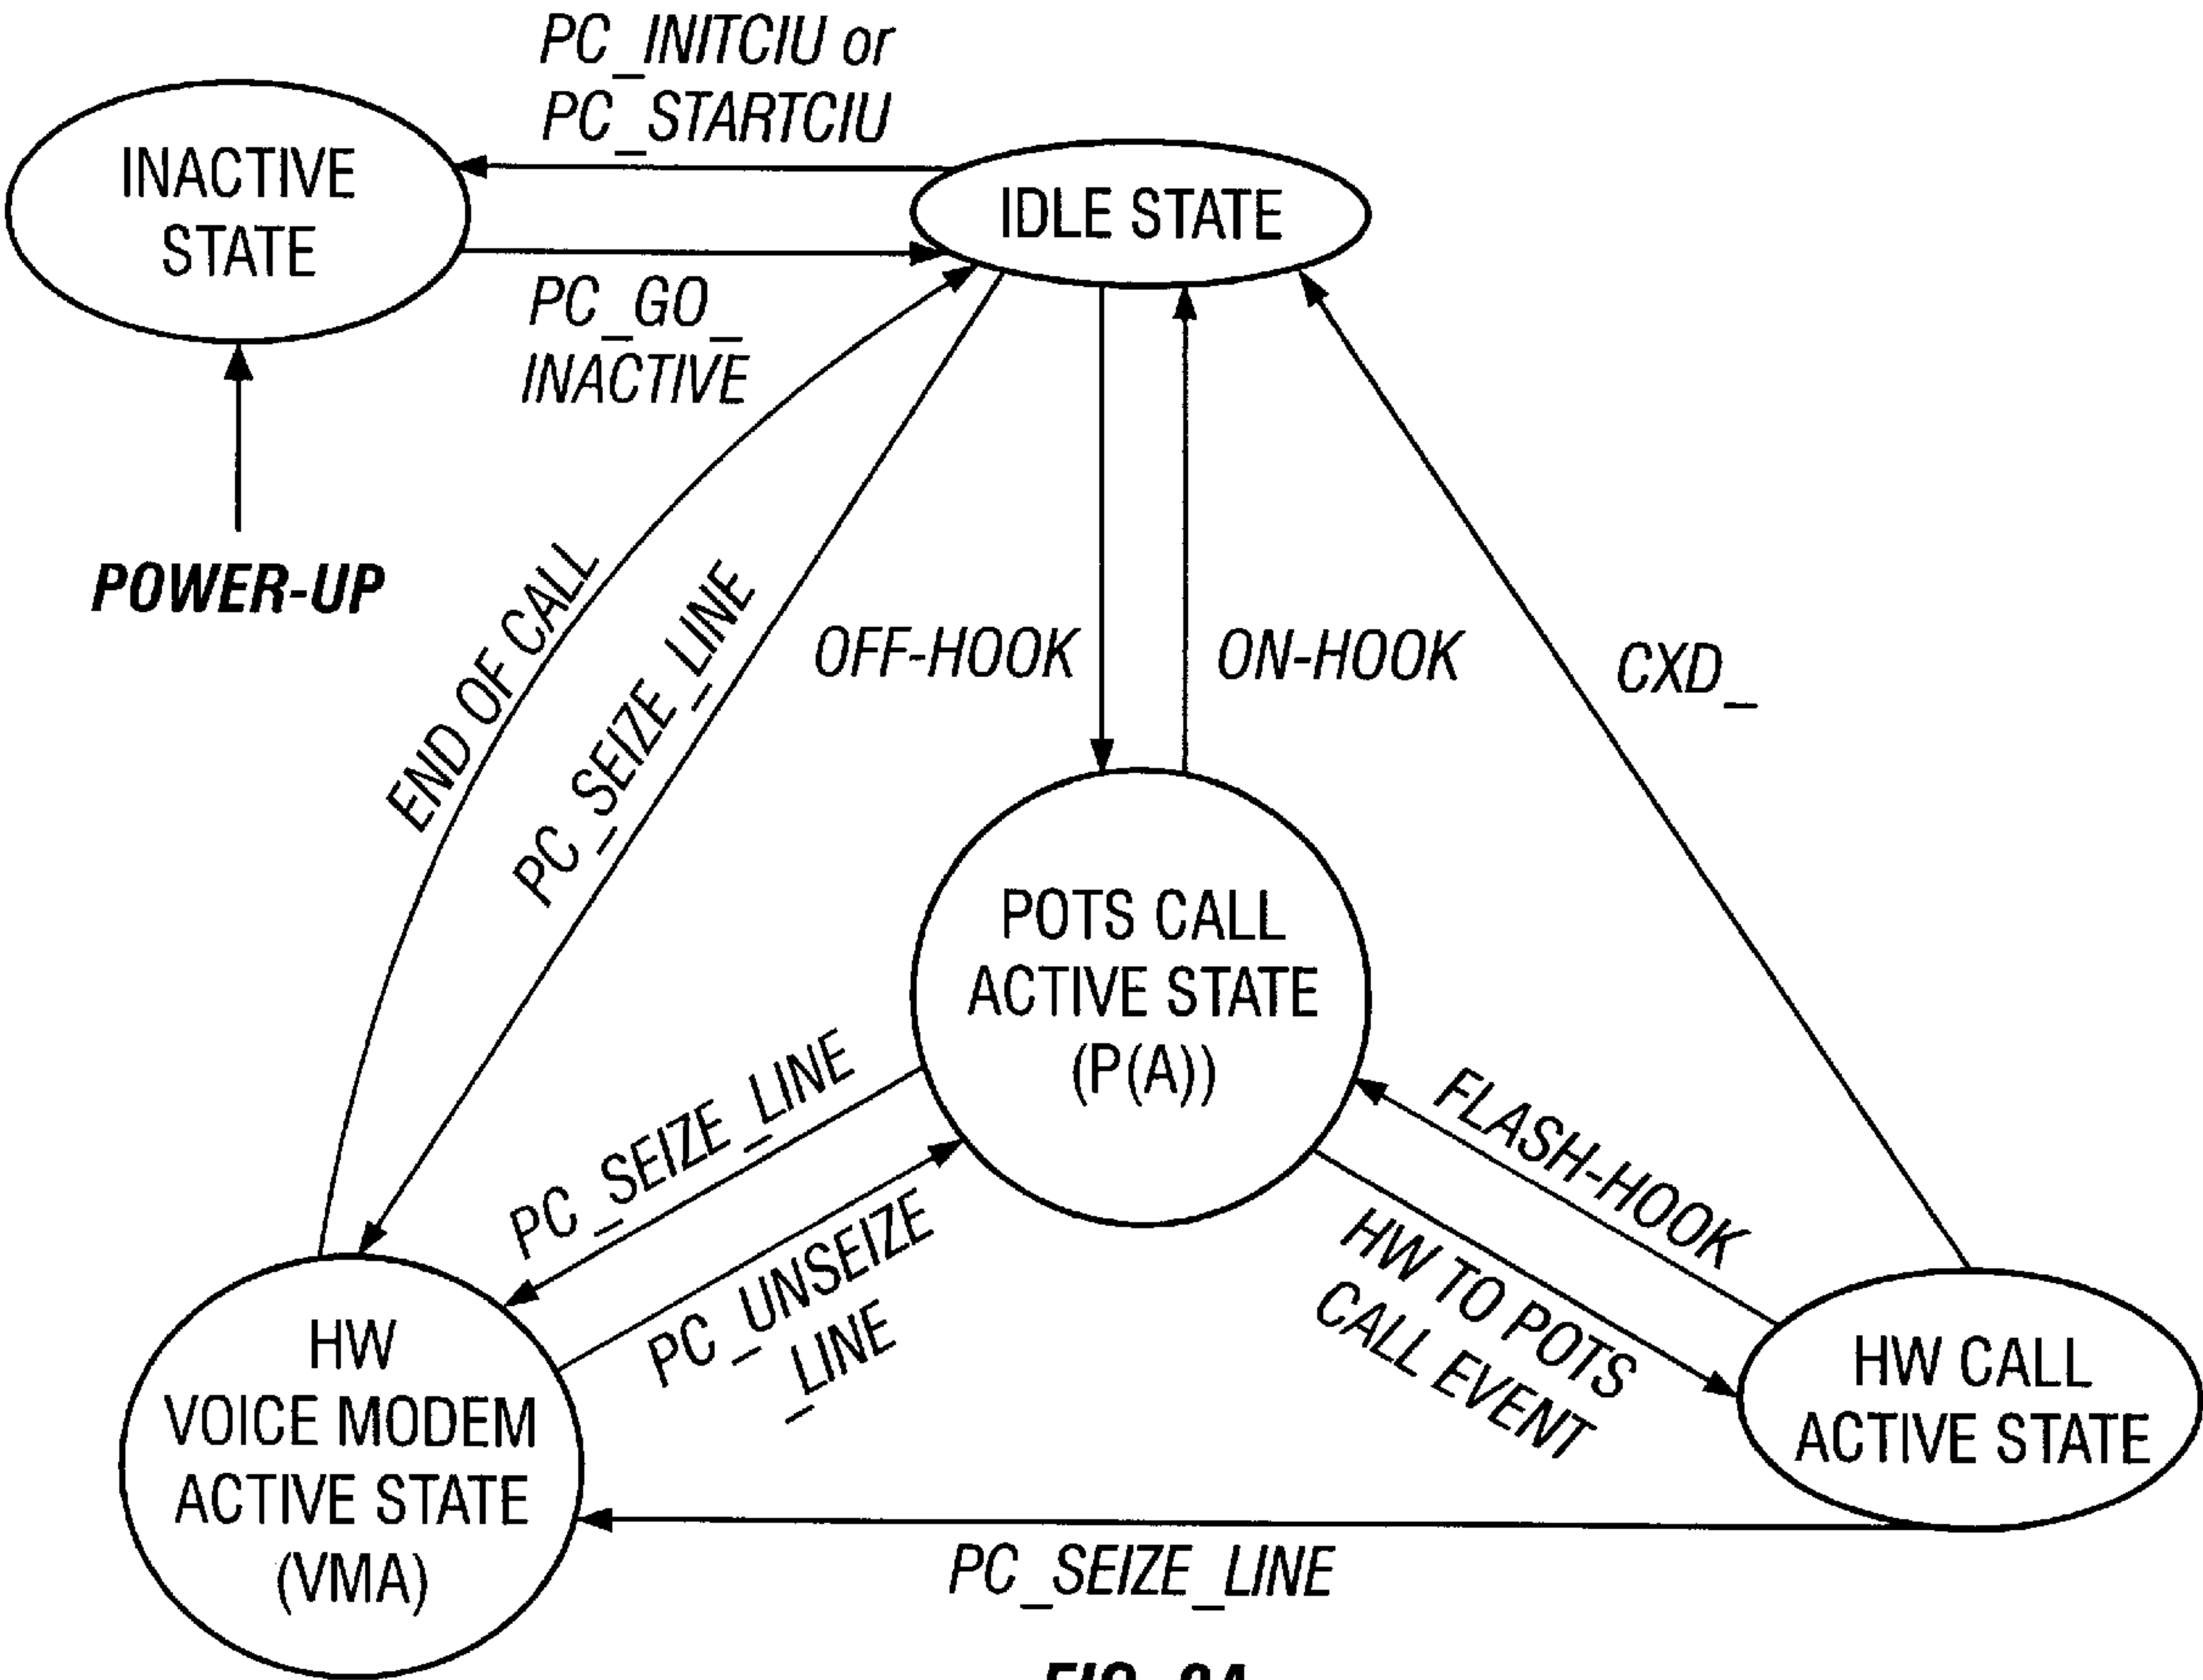 PC_INITCIU or
PC_STARTCIU
INACTIVE
STATE
IDLE STATE
PC_GO_
INACTIVE
POWER-UP
END OF CALL
PC_SEIZE_LINE
OFF-HOOK
ON-HOOK
CXD_
POTS CALL
ACTIVE STATE
(P(A))
PC_SEIZE_LINE
PC_UNSEIZE
_LINE
FLASH-HOOK
HW TO POTS
CALL EVENT
HW
VOICE MODEM
ACTIVE STATE
(VMA)
HW CALL
ACTIVE STATE
PC_SEIZE_LINE